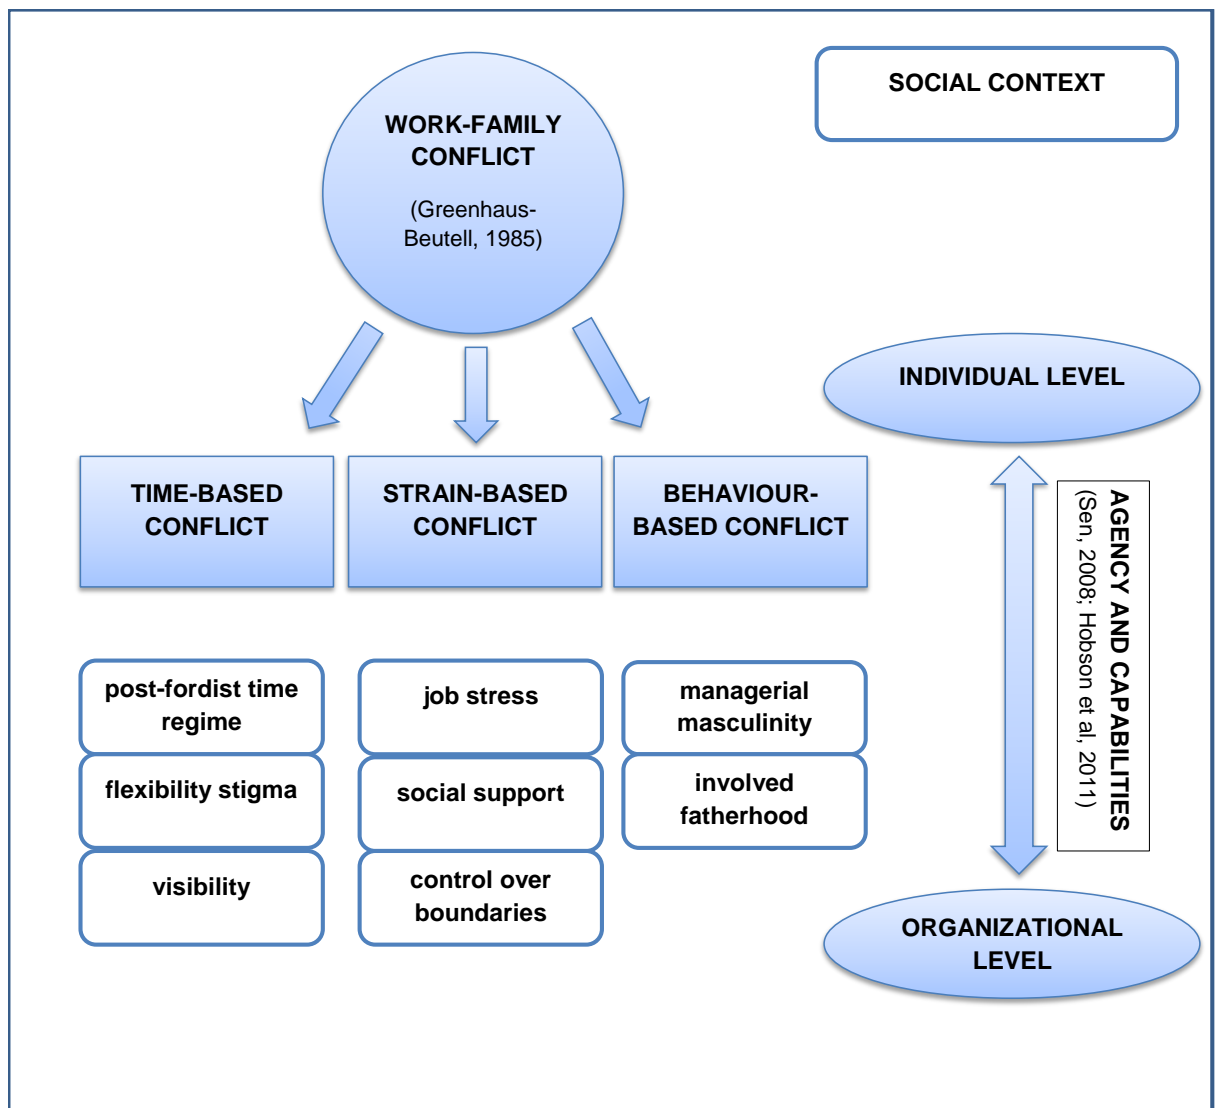 SOCIAL CONTEXT
WORK-FAMILY
CONFLICT
(Greenhaus-
Beutell, 1985)
INDIVIDUAL LEVEL
TIME-BASED
CONFLICT
STRAIN-BASED
CONFLICT
BEHAVIOUR-
BASED CONFLICT
AGENCY AND CAPABILITIES
(Sen, 2008; Hobson et al, 2011)
post-fordist time
regime
flexibility stigma
visibility
job stress
social support
control over
boundaries
managerial
masculinity
involved
fatherhood
ORGANIZATIONAL
LEVEL